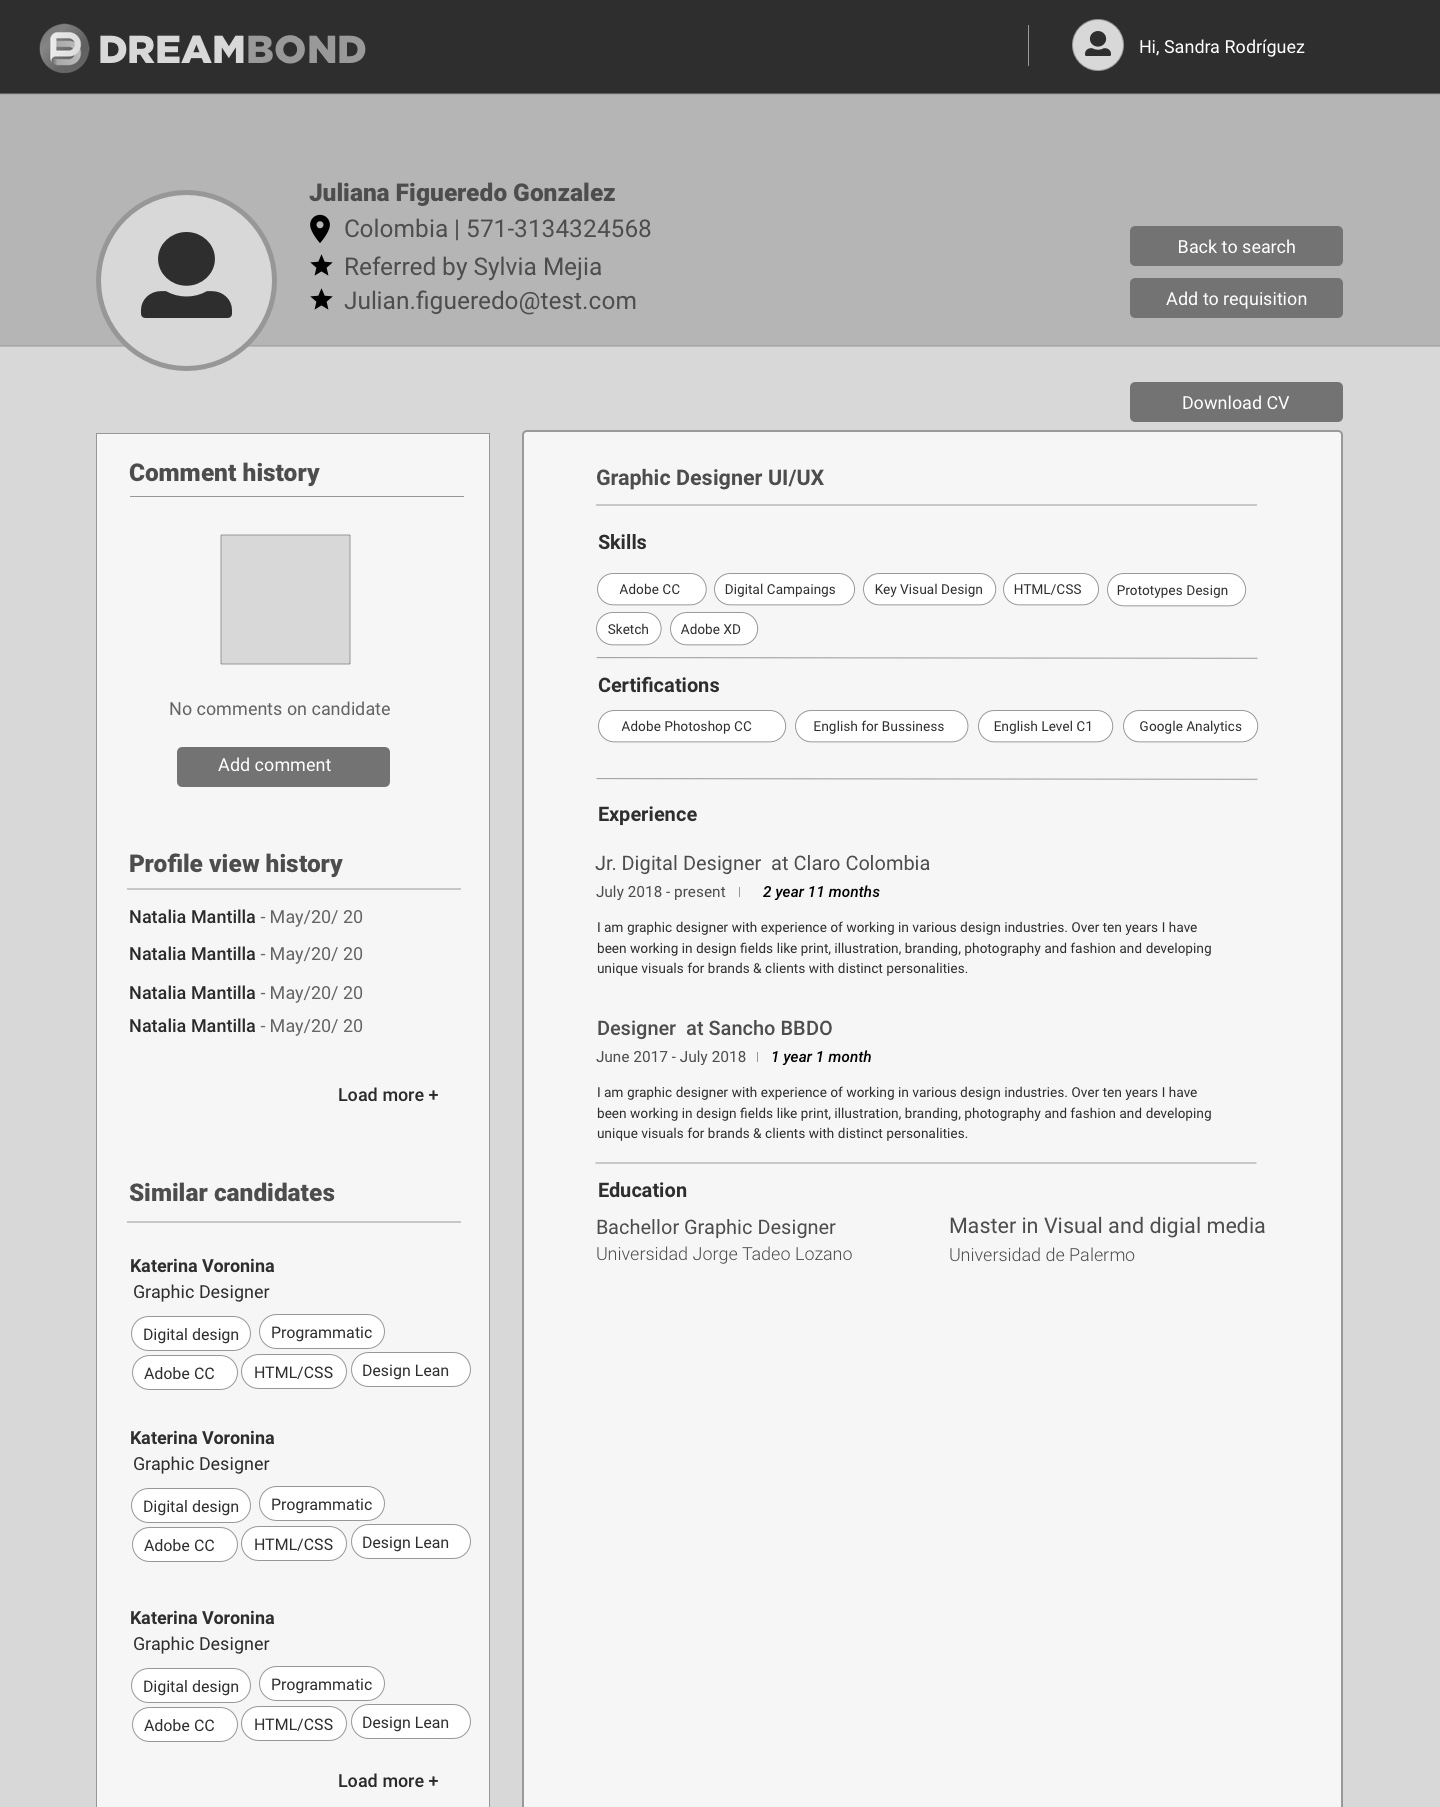 DREAMBOND
Hi, Sandra Rodríguez
Juliana Figueredo Gonzalez
Colombia | 571-3134324568
Referred by Sylvia Mejia
Julian.figueredo@test.com
Back to search
Add to requisition
Download CV
Comment history
No comments on candidate
Add comment
Profile view history
Natalia Mantilla - May/20/ 20
Natalia Mantilla - May/20/ 20
Natalia Mantilla - May/20/ 20
Natalia Mantilla - May/20/ 20
Load more +
Similar candidates
Katerina Voronina
Graphic Designer
Digital design Programmatic
Adobe CC HTML/CSS Design Lean
Katerina Voronina
Graphic Designer
Digital design Programmatic
Adobe CC HTML/CSS Design Lean
Katerina Voronina
Graphic Designer
Digital design Programmatic
Adobe CC HTML/CSS Design Lean
Load more +
Graphic Designer UI/UX
Skills
Adobe CC Digital Campaings Key Visual Design HTML/CSS Prototypes Design
Sketch Adobe XD
Certifications
Adobe Photoshop CC English for Bussiness English Level C1 Google Analytics
Experience
Jr. Digital Designer at Claro Colombia
July 2018 - present | 2 year 11 months
I am graphic designer with experience of working in various design industries. Over ten years I have
been working in design fields like print, illustration, branding, photography and fashion and developing
unique visuals for brands & clients with distinct personalities.
Designer at Sancho BBDO
June 2017 - July 2018 | 1 year 1 month
I am graphic designer with experience of working in various design industries. Over ten years I have
been working in design fields like print, illustration, branding, photography and fashion and developing
unique visuals for brands & clients with distinct personalities.
Education
Bachellor Graphic Designer
Universidad Jorge Tadeo Lozano
Master in Visual and digial media
Universidad de Palermo